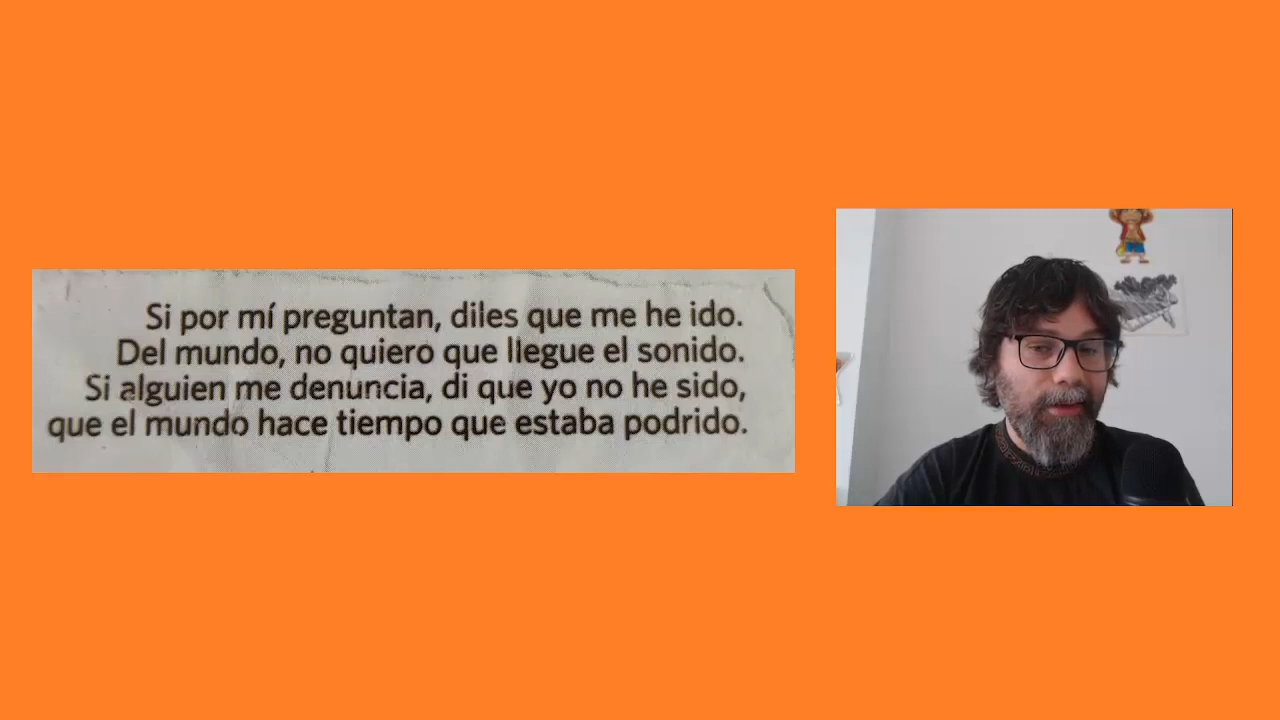 Si por mí preguntan, diles que me he ido.
Del mundo, no quiero que llegue el sonido.
Si alguien me denuncia, di que yo no he sido,
que el mundo hace tiempo que estaba podrido.